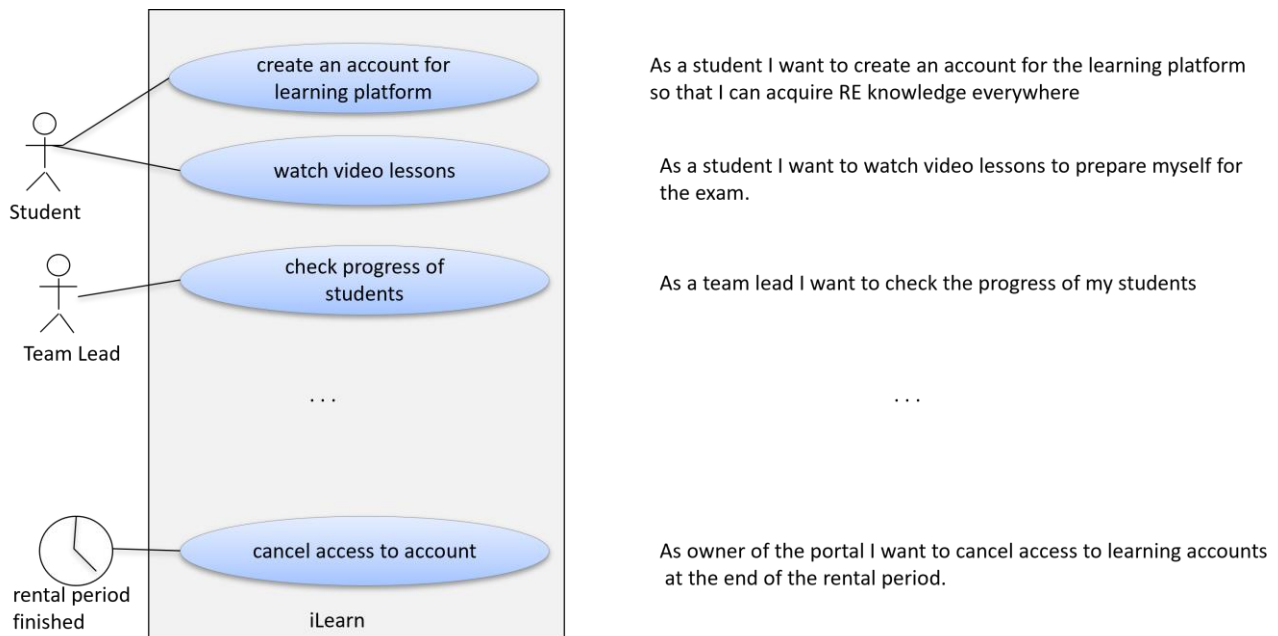 create an account for
learning platform
As a student I want to create an account for the learning platform
so that I can acquire RE knowledge everywhere
watch video lessons
As a student I want to watch video lessons to prepare myself for
the exam.
Student
check progress of
students
As a team lead I want to check the progress of my students
Team Lead
. . .
. . .
cancel access to account
As owner of the portal I want to cancel access to learning accounts
at the end of the rental period.
rental period
finished
iLearn